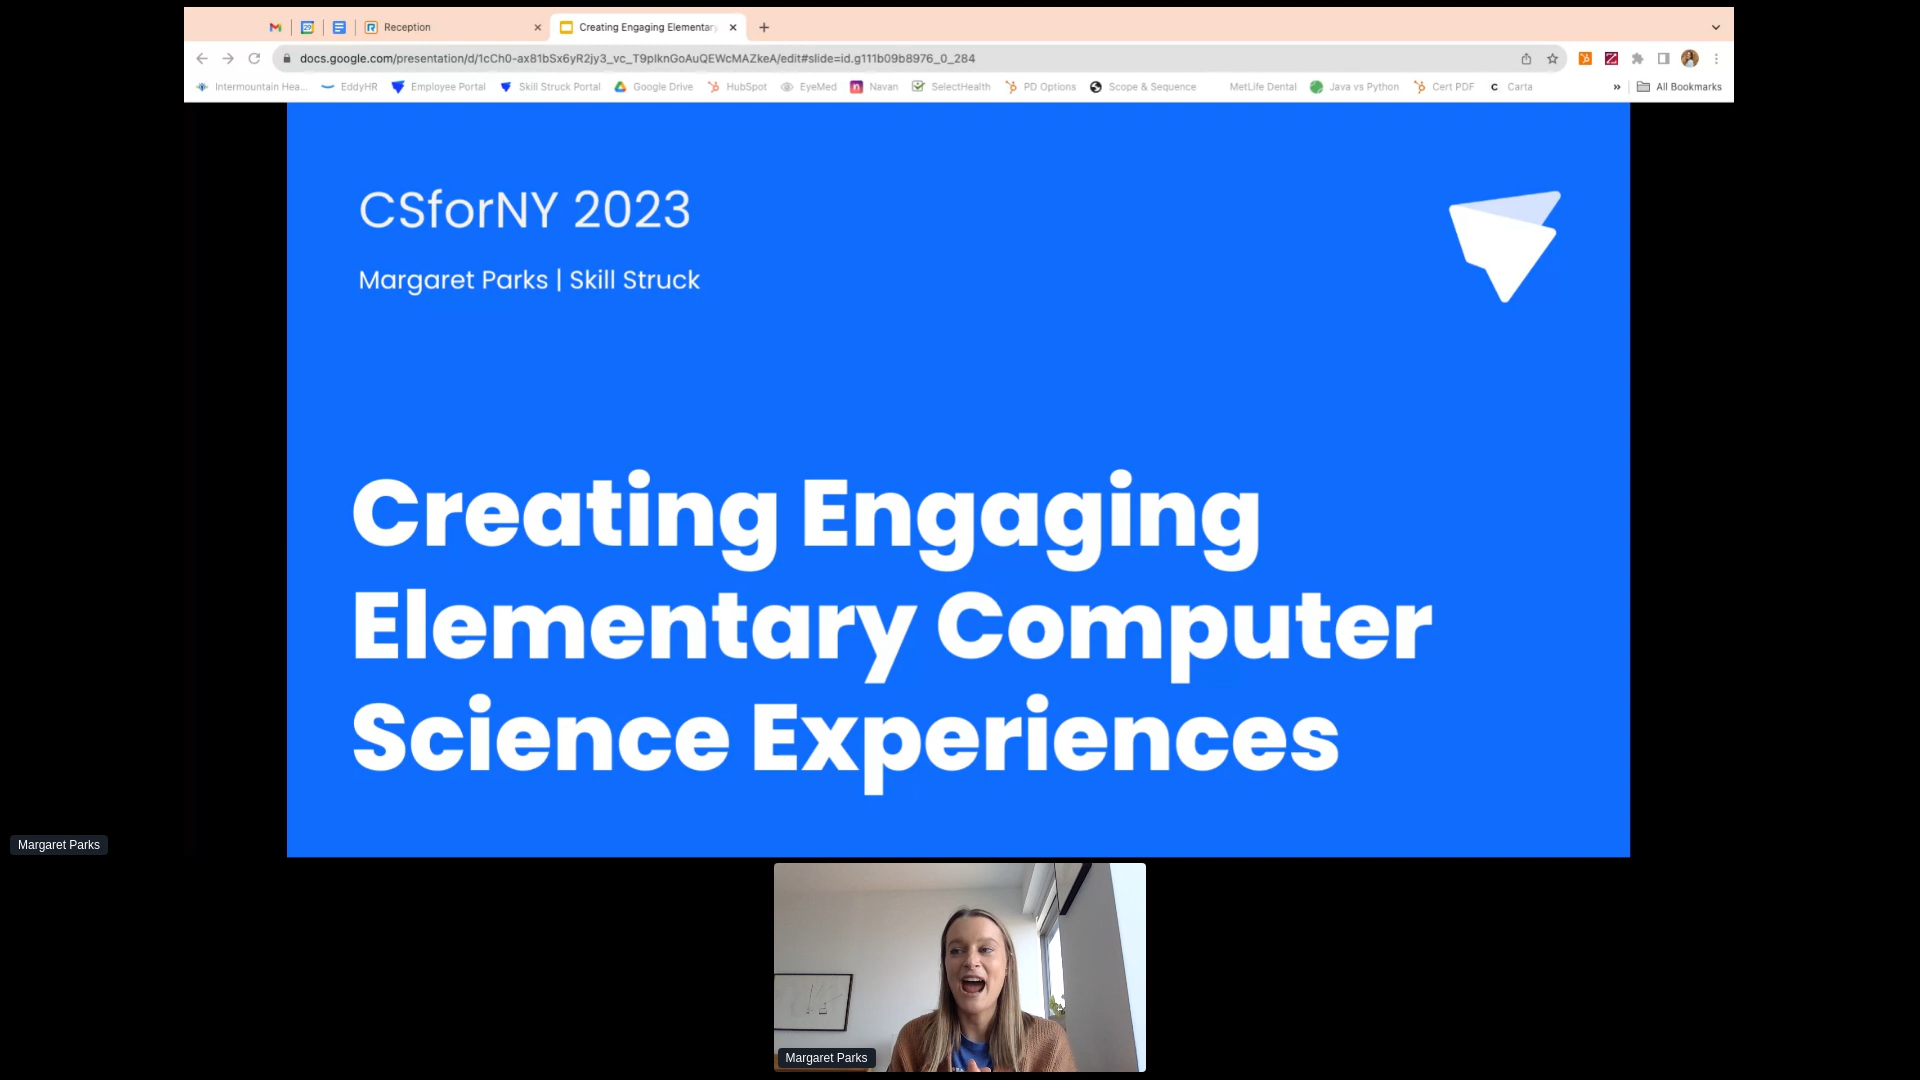 Reception
Creating Engaging Elementary
docs.google.com/presentation/d/1cCh0-ax81bSx6yR2jy3_vc_T9plknGoAuQEWcMAZkeA/edit#slide=id.g111b09b8976_0_284
Intermountain Hea...
EddyHR
Employee Portal
Skill Struck Portal
Google Drive
HubSpot
EyeMed
Navan
SelectHealth
PD Options
Scope & Sequence
MetLife Dental
Java vs Python
Cert PDF
Carta
»
All Bookmarks
CSforNY 2023
Margaret Parks | Skill Struck
Creating Engaging
Elementary Computer
Science Experiences
Margaret Parks
Margaret Parks